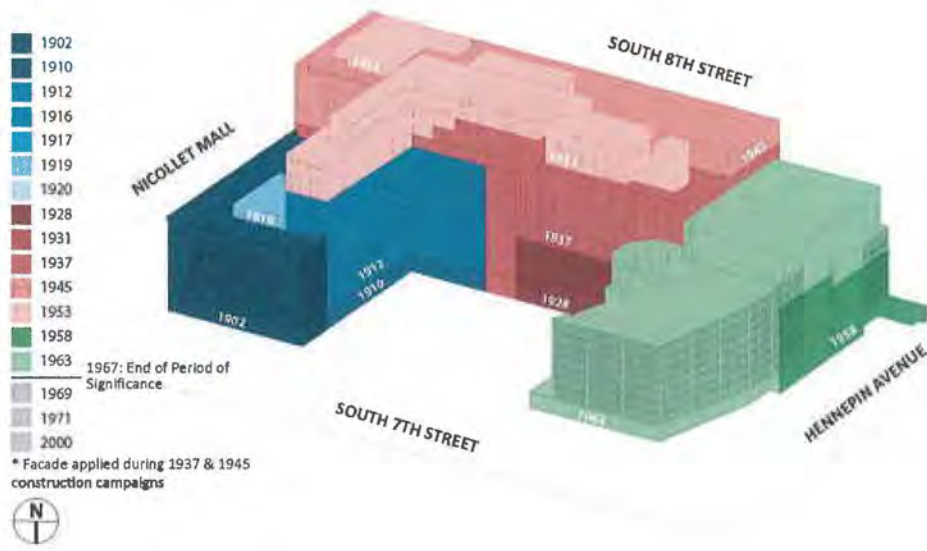 1902
1910
1912
1916
1917
1919
1920
1928
1931
1937
1945
1953
1958
1963
1967: End of Period of
Significance
1969
1971
2000
* Facade applied during 1937 & 1945
construction campaigns
N
NICOLLET MALL
SOUTH 8TH STREET
SOUTH 7TH STREET
HENNEPIN AVENUE
1902
1912
1910
1937
1928
1958